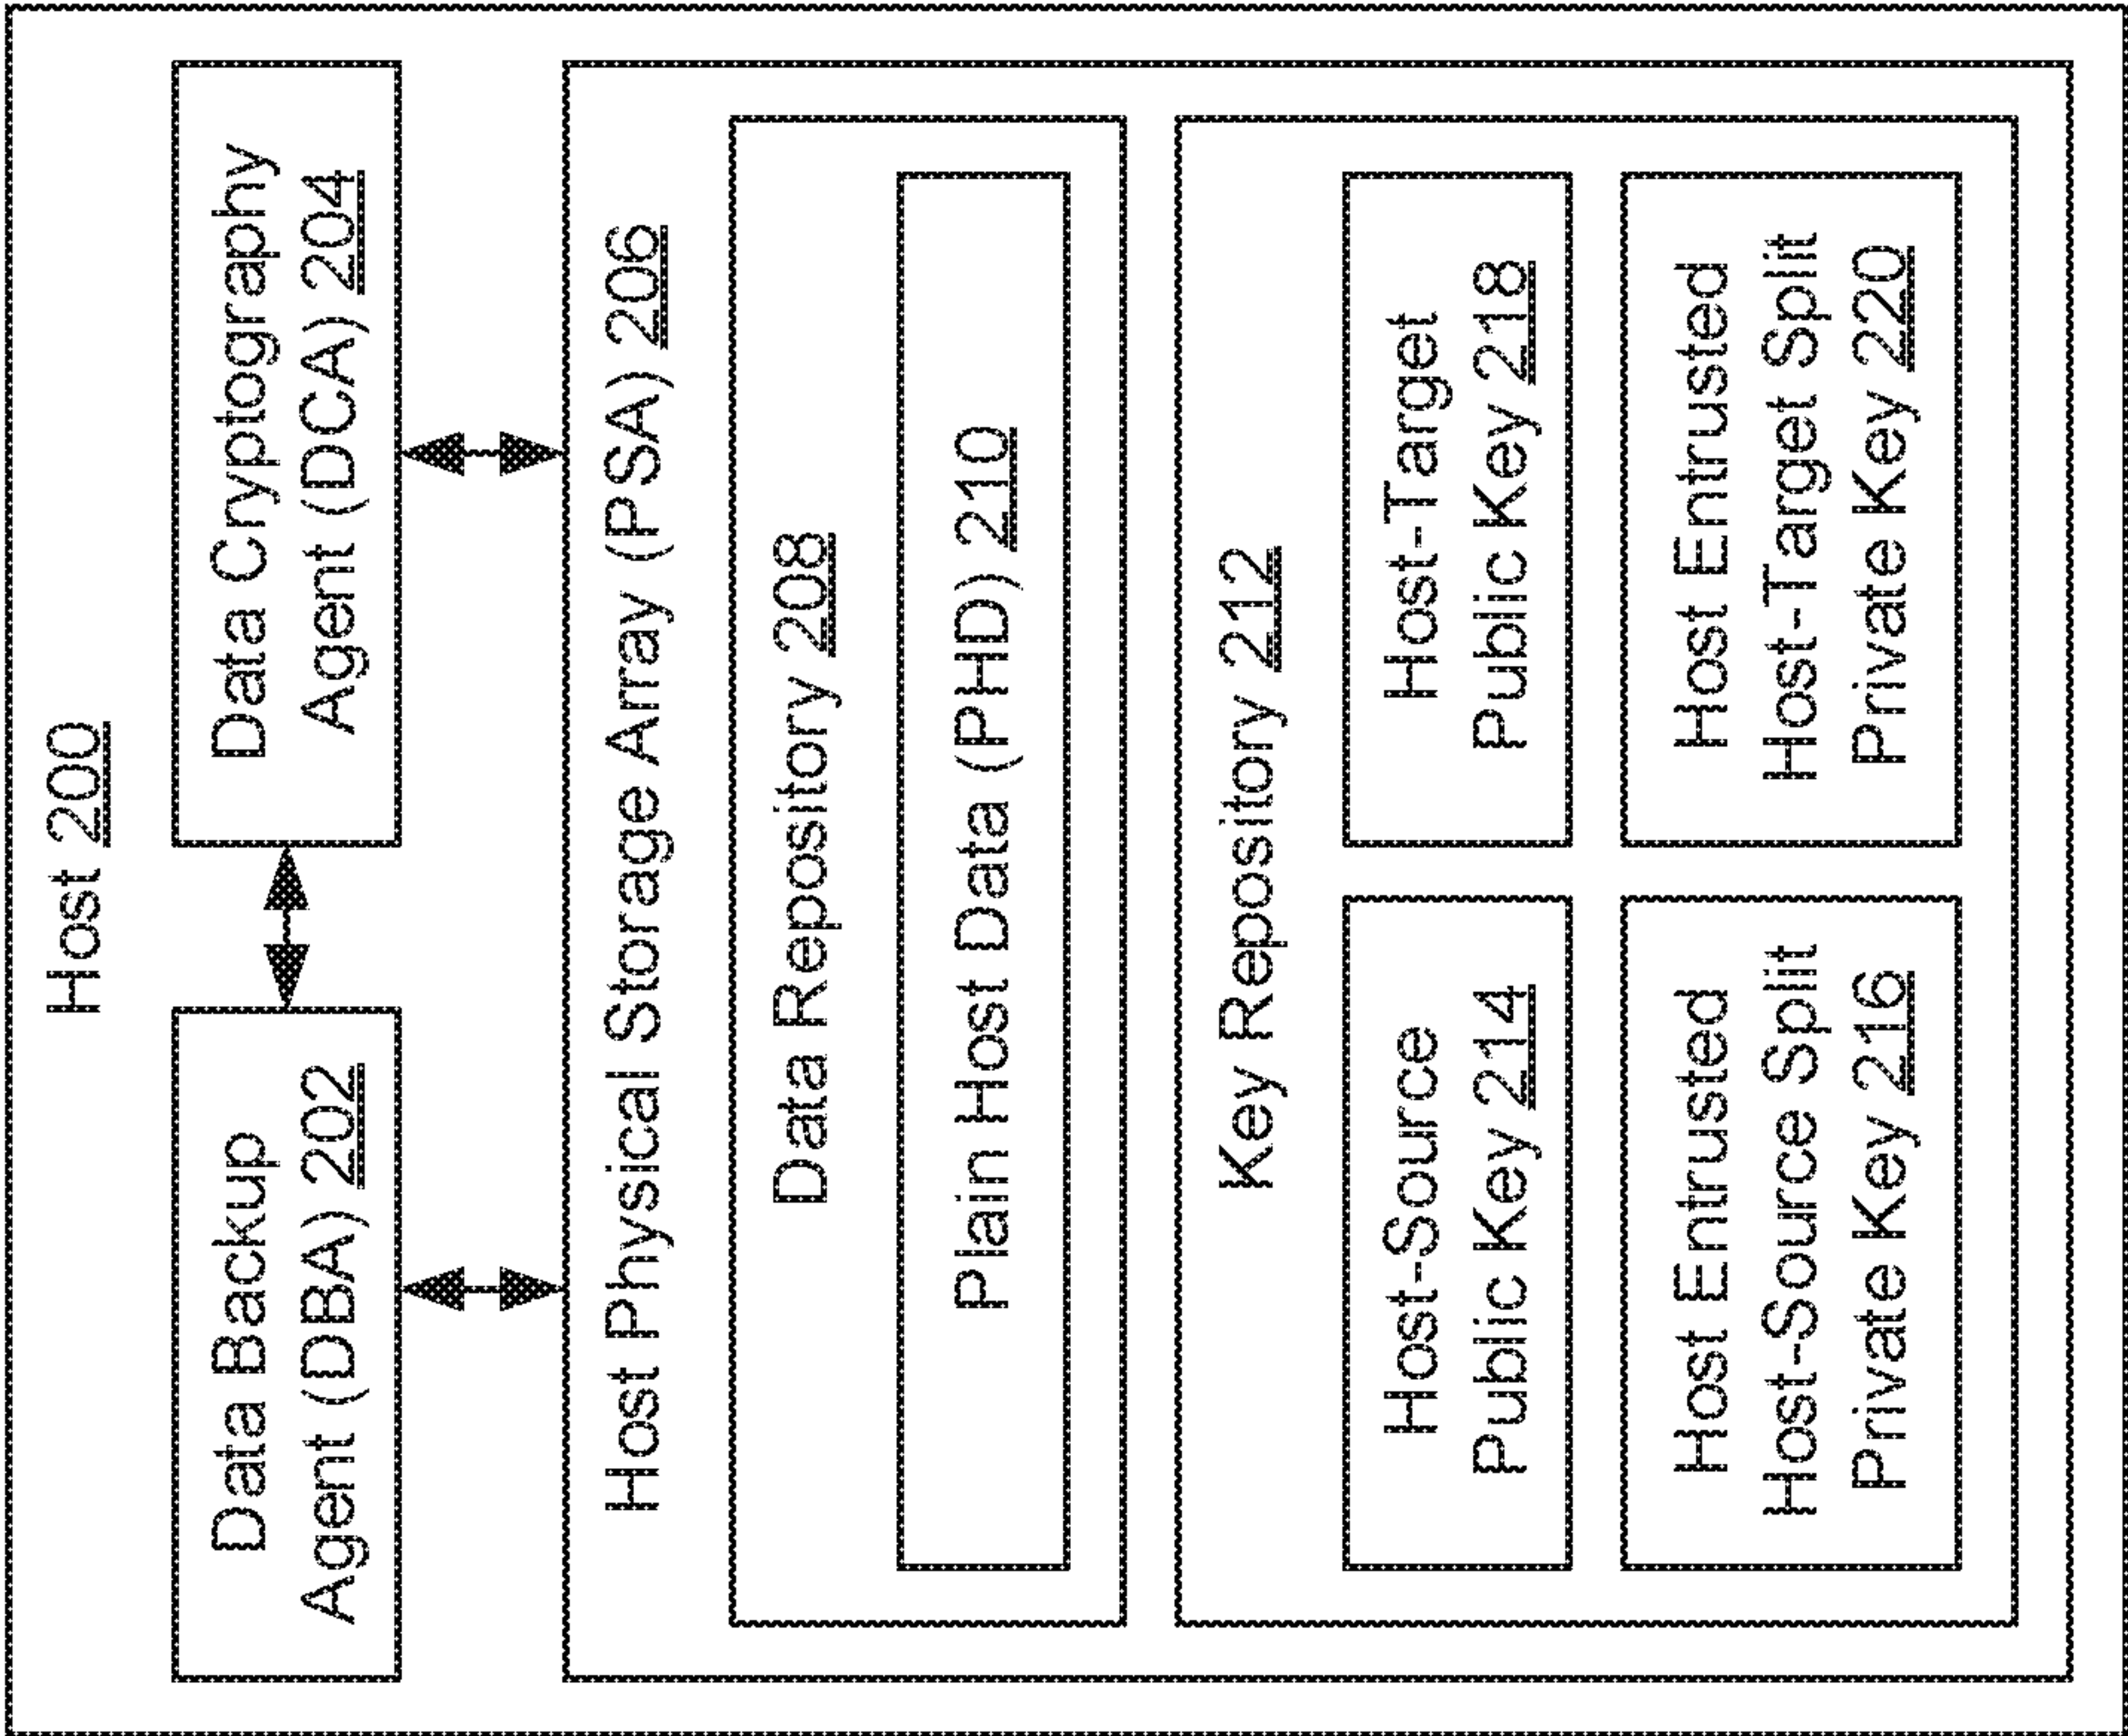 Host 200
Data Backup
Agent (DBA) 202
Data Cryptography
Agent (DCA) 204
Host Physical Storage Array (PSA) 206
Data Repository 208
Plain Host Data (PHD) 210
Key Repository 212
Host-Source
Public Key 214
Host-Target
Public Key 218
Host Entrusted
Host-Source Split
Private Key 216
Host Entrusted
Host-Target Split
Private Key 220